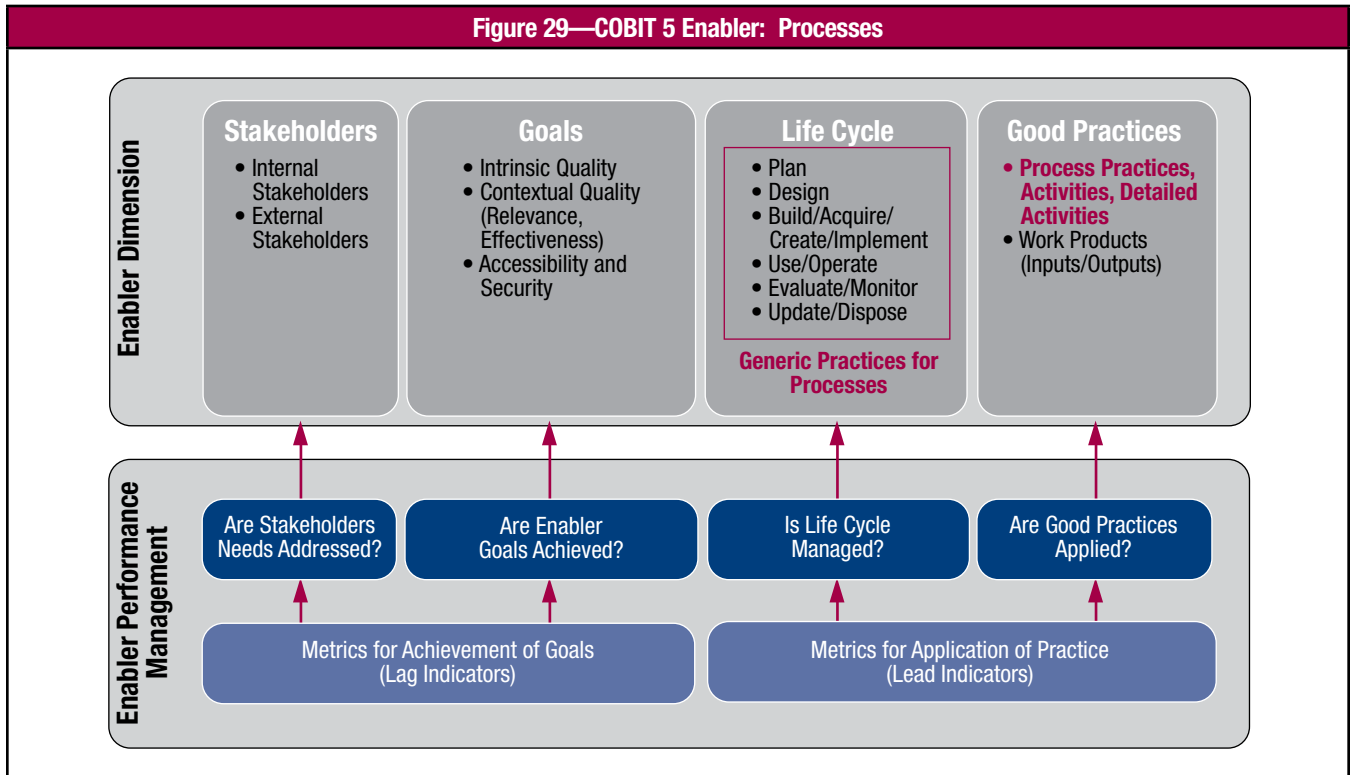 Figure 29—COBIT 5 Enabler: Processes
Enabler Dimension
Stakeholders
• Internal
Stakeholders
• External
Stakeholders
Goals
• Intrinsic Quality
• Contextual Quality
(Relevance,
Effectiveness)
• Accessibility and
Security
Life Cycle
• Plan
• Design
• Build/Acquire/
Create/Implement
• Use/Operate
• Evaluate/Monitor
• Update/Dispose
Generic Practices for
Processes
Good Practices
• Process Practices,
Activities, Detailed
Activities
• Work Products
(Inputs/Outputs)
Enabler Performance
Management
Are Stakeholders
Needs Addressed?
Are Enabler
Goals Achieved?
Is Life Cycle
Managed?
Are Good Practices
Applied?
Metrics for Achievement of Goals
(Lag Indicators)
Metrics for Application of Practice
(Lead Indicators)